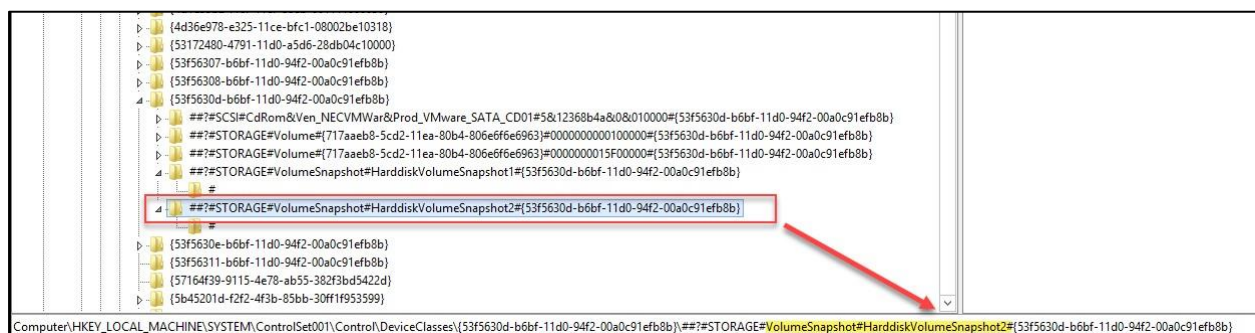 {4d36e978-e325-11ce-bfc1-08002be10318}
{53172480-4791-11d0-a5d6-28db04c10000}
{53f56307-b6bf-11d0-94f2-00a0c91efb8b}
{53f56308-b6bf-11d0-94f2-00a0c91efb8b}
{53f5630d-b6bf-11d0-94f2-00a0c91efb8b}
##?#SCSI#CdRom&Ven_NECVMWar&Prod_VMware_SATA_CD01#5&12368b4a&0&010000#{53f5630d-b6bf-11d0-94f2-00a0c91efb8b}
##?#STORAGE#Volume#{717aaeb8-5cd2-11ea-80b4-806e6f6e6963}#0000000000100000#{53f5630d-b6bf-11d0-94f2-00a0c91efb8b}
##?#STORAGE#Volume#{717aaeb8-5cd2-11ea-80b4-806e6f6e6963}#0000000015F00000#{53f5630d-b6bf-11d0-94f2-00a0c91efb8b}
##?#STORAGE#VolumeSnapshot#HarddiskVolumeSnapshot1#{53f5630d-b6bf-11d0-94f2-00a0c91efb8b}
#
##?#STORAGE#VolumeSnapshot#HarddiskVolumeSnapshot2#{53f5630d-b6bf-11d0-94f2-00a0c91efb8b}
#
{53f5630e-b6bf-11d0-94f2-00a0c91efb8b}
{53f56311-b6bf-11d0-94f2-00a0c91efb8b}
{57164f39-9115-4e78-ab55-382f3bd5422d}
{5b45201d-f2f2-4f3b-85bb-30ff1f953599}
Computer\HKEY_LOCAL_MACHINE\SYSTEM\ControlSet001\Control\DeviceClasses\{53f5630d-b6bf-11d0-94f2-00a0c91efb8b}\##?#STORAGE#VolumeSnapshot#HarddiskVolumeSnapshot2#{53f5630d-b6bf-11d0-94f2-00a0c91efb8b}